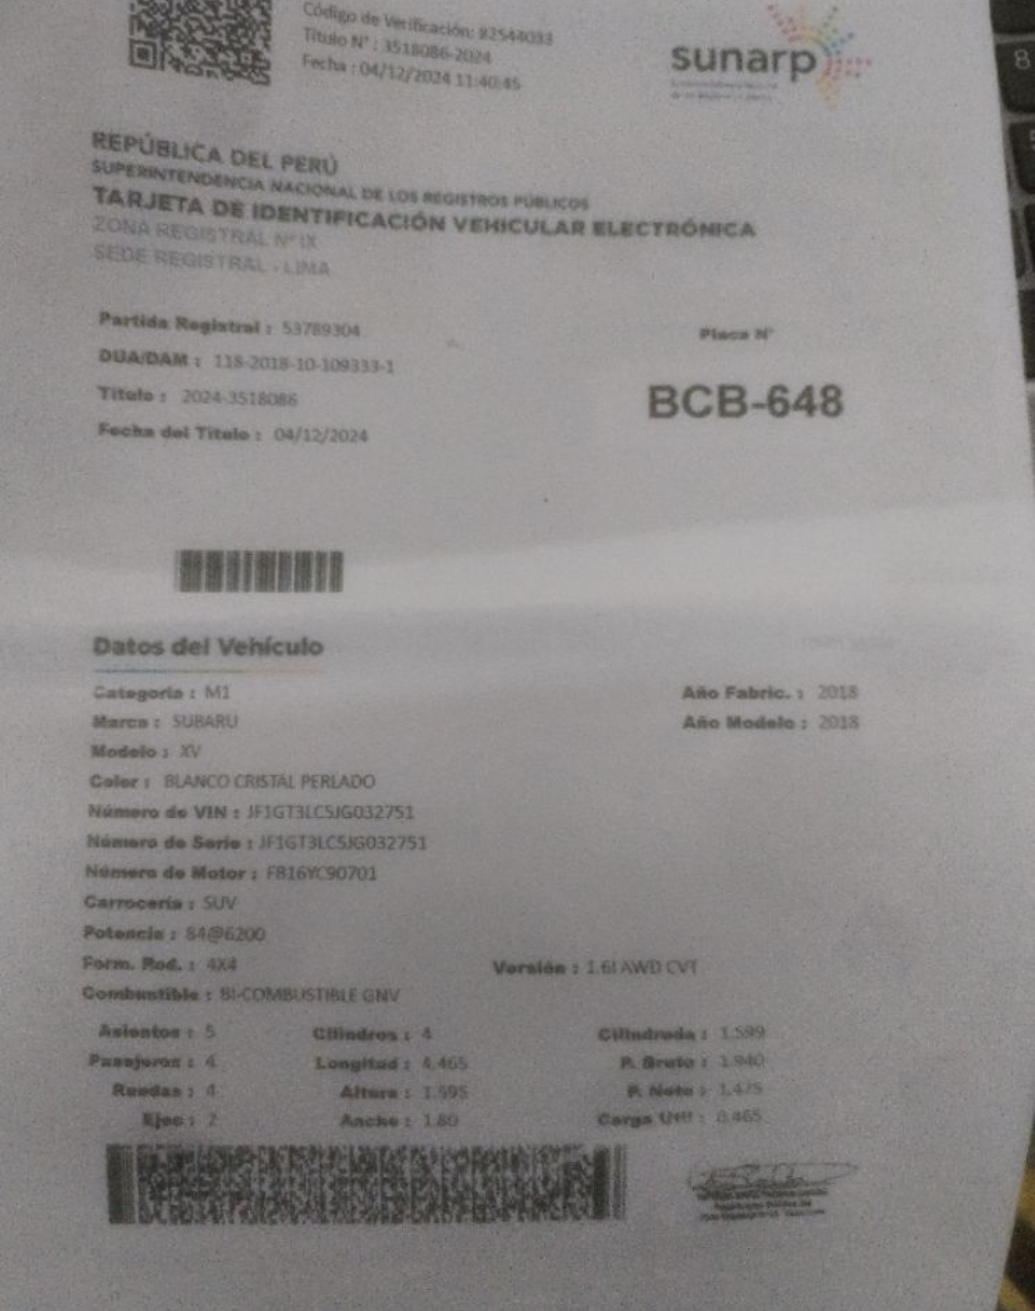 Código de Verificación: 82544033
Título N° : 3518086-2024
Fecha : 04/12/2024 11:40:45
sunarp
REPÚBLICA DEL PERÚ
SUPERINTENDENCIA NACIONAL DE LOS REGISTROS PÚBLICOS
TARJETA DE IDENTIFICACIÓN VEHICULAR ELECTRÓNICA
ZONA REGISTRAL N° IX
SEDE REGISTRAL - LIMA
Partida Registral : 53789304
Placa N°
DUA/DAM : 118-2018-10-109333-1
Título : 2024-3518086
BCB-648
Fecha del Título : 04/12/2024
Datos del Vehículo
Categoría : M1
Año Fabric. : 2018
Marca : SUBARU
Año Modelo : 2018
Modelo : XV
Color : BLANCO CRISTAL PERLADO
Número de VIN : JF1GT3LC5JG032751
Número de Serie : JF1GT3LC5JG032751
Número de Motor : FB16YC90701
Carrocería : SUV
Potencia : 84@6200
Form. Rod. : 4X4
Versión : 1.6I AWD CVT
Combustible : BI-COMBUSTIBLE GNV
Asientos : 5 Cilindros : 4 Cilindrada : 1.599
Pasajeros : 4 Longitud : 4.465 P. Bruto : 1.940
Ruedas : 4 Altura : 1.595 P. Neto : 1.475
Ejes : 2 Ancho : 1.80 Carga Util : 0.465